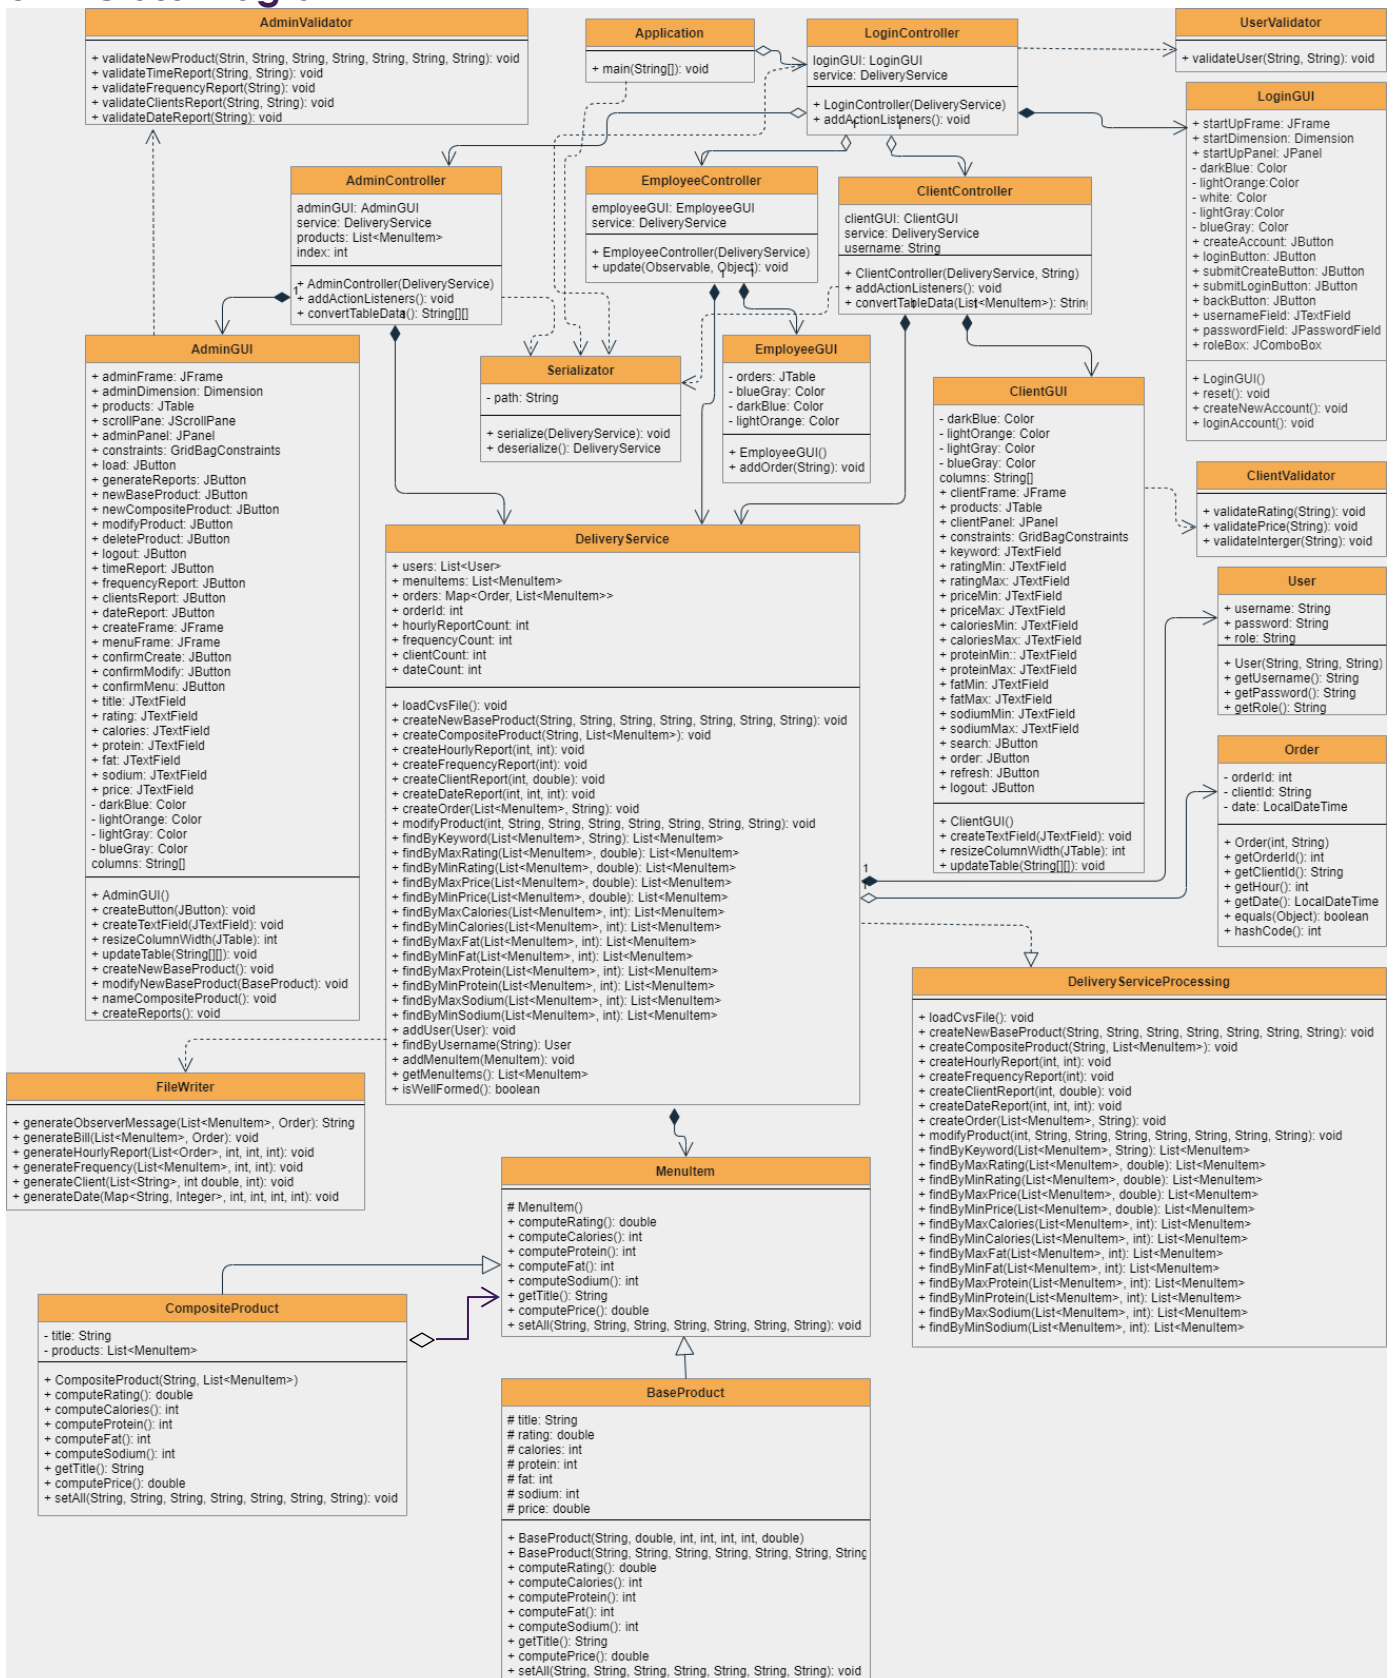 AdminValidator
+ validateNewProduct(Strin, String, String, String, String, String, String): void
+ validateTimeReport(String, String): void
+ validateFrequencyReport(String): void
+ validateClientsReport(String, String): void
+ validateDateReport(String): void
Application
+ main(String[]): void
LoginController
loginGUI: LoginGUI
service: DeliveryService
+ LoginController(DeliveryService)
+ addActionListeners(): void
1
1
UserValidator
+ validateUser(String, String): void
LoginGUI
+ startUpFrame: JFrame
+ startDimension: Dimension
+ startUpPanel: JPanel
- darkBlue: Color
- lightOrange:Color
- white: Color
- lightGray:Color
- blueGray: Color
+ createAccount: JButton
+ loginButton: JButton
+ submitCreateButton: JButton
+ submitLoginButton: JButton
+ backButton: JButton
+ usernameField: JTextField
+ passwordField: JPasswordField
+ roleBox: JComboBox
+ LoginGUI()
+ reset(): void
+ createNewAccount(): void
+ loginAccount(): void
AdminController
adminGUI: AdminGUI
service: DeliveryService
products: List<MenuItem>
index: int
+ AdminController(DeliveryService)
+ addActionListeners(): void
+ convertTableData(): String[][]
1
1
EmployeeController
employeeGUI: EmployeeGUI
service: DeliveryService
+ EmployeeController(DeliveryService)
+ update(Observable, Object): void
1
1
ClientController
clientGUI: ClientGUI
service: DeliveryService
username: String
+ ClientController(DeliveryService, String)
+ addActionListeners(): void
+ convertTableData(List<MenuItem>): String
1
1
AdminGUI
+ adminFrame: JFrame
+ adminDimension: Dimension
+ products: JTable
+ scrollPane: JScrollPane
+ adminPanel: JPanel
+ constraints: GridBagConstraints
+ load: JButton
+ generateReports: JButton
+ newBaseProduct: JButton
+ newCompositeProduct: JButton
+ modifyProduct: JButton
+ deleteProduct: JButton
+ logout: JButton
+ timeReport: JButton
+ frequencyReport: JButton
+ clientsReport: JButton
+ dateReport: JButton
+ createFrame: JFrame
+ menuFrame: JFrame
+ confirmCreate: JButton
+ confirmModify: JButton
+ confirmMenu: JButton
+ title: JTextField
+ rating: JTextField
+ calories: JTextField
+ protein: JTextField
+ fat: JTextField
+ sodium: JTextField
+ price: JTextField
- darkBlue: Color
- lightOrange: Color
- lightGray: Color
- blueGray: Color
columns: String[]
+ AdminGUI()
+ createButton(JButton): void
+ createTextField(JTextField): void
+ resizeColumnWidth(JTable): int
+ updateTable(String[][]): void
+ createNewBaseProduct(): void
+ modifyNewBaseProduct(BaseProduct): void
+ nameCompositeProduct(): void
+ createReports(): void
Serializator
- path: String
+ serialize(DeliveryService): void
+ deserialize(): DeliveryService
EmployeeGUI
- orders: JTable
- blueGray: Color
- darkBlue: Color
- lightOrange: Color
+ EmployeeGUI()
+ addOrder(String): void
ClientGUI
- darkBlue: Color
- lightOrange: Color
- lightGray: Color
- blueGray: Color
columns: String[]
+ clientFrame: JFrame
+ products: JTable
+ clientPanel: JPanel
+ constraints: GridBagConstraints
+ keyword: JTextField
+ ratingMin: JTextField
+ ratingMax: JTextField
+ priceMin: JTextField
+ priceMax: JTextField
+ caloriesMin: JTextField
+ caloriesMax: JTextField
+ proteinMin:: JTextField
+ proteinMax: JTextField
+ fatMin: JTextField
+ fatMax: JTextField
+ sodiumMin: JTextField
+ sodiumMax: JTextField
+ search: JButton
+ order: JButton
+ refresh: JButton
+ logout: JButton
+ ClientGUI()
+ createTextField(JTextField): void
+ resizeColumnWidth(JTable): int
+ updateTable(String[][]): void
ClientValidator
+ validateRating(String): void
+ validatePrice(String): void
+ validateInterger(String): void
User
+ username: String
+ password: String
+ role: String
+ User(String, String, String)
+ getUsername(): String
+ getPassword(): String
+ getRole(): String
Order
- orderId: int
- clientId: String
- date: LocalDateTime
+ Order(int, String)
+ getOrderId(): int
+ getClientId(): String
+ getHour(): int
+ getDate(): LocalDateTime
+ equals(Object): boolean
+ hashCode(): int
DeliveryService
+ users: List<User>
+ menuItems: List<MenuItem>
+ orders: Map<Order, List<MenuItem>>
+ orderId: int
+ hourlyReportCount: int
+ frequencyCount: int
+ clientCount: int
+ dateCount: int
+ loadCvsFile(): void
+ createNewBaseProduct(String, String, String, String, String, String, String): void
+ createCompositeProduct(String, List<MenuItem>): void
+ createHourlyReport(int, int): void
+ createFrequencyReport(int): void
+ createClientReport(int, double): void
+ createDateReport(int, int, int): void
+ createOrder(List<MenuItem>, String): void
+ modifyProduct(int, String, String, String, String, String, String, String): void
+ findByKeyword(List<MenuItem>, String): List<MenuItem>
+ findByMaxRating(List<MenuItem>, double): List<MenuItem>
+ findByMinRating(List<MenuItem>, double): List<MenuItem>
+ findByMaxPrice(List<MenuItem>, double): List<MenuItem>
+ findByMinPrice(List<MenuItem>, double): List<MenuItem>
+ findByMaxCalories(List<MenuItem>, int): List<MenuItem>
+ findByMinCalories(List<MenuItem>, int): List<MenuItem>
+ findByMaxFat(List<MenuItem>, int): List<MenuItem>
+ findByMinFat(List<MenuItem>, int): List<MenuItem>
+ findByMaxProtein(List<MenuItem>, int): List<MenuItem>
+ findByMinProtein(List<MenuItem>, int): List<MenuItem>
+ findByMaxSodium(List<MenuItem>, int): List<MenuItem>
+ findByMinSodium(List<MenuItem>, int): List<MenuItem>
+ addUser(User): void
+ findByUsername(String): User
+ addMenuItem(MenuItem): void
+ getMenuItems(): List<MenuItem>
+ isWellFormed(): boolean
1
1
DeliveryServiceProcessing
+ loadCvsFile(): void
+ createNewBaseProduct(String, String, String, String, String, String, String): void
+ createCompositeProduct(String, List<MenuItem>): void
+ createHourlyReport(int, int): void
+ createFrequencyReport(int): void
+ createClientReport(int, double): void
+ createDateReport(int, int, int): void
+ createOrder(List<MenuItem>, String): void
+ modifyProduct(int, String, String, String, String, String, String, String): void
+ findByKeyword(List<MenuItem>, String): List<MenuItem>
+ findByMaxRating(List<MenuItem>, double): List<MenuItem>
+ findByMinRating(List<MenuItem>, double): List<MenuItem>
+ findByMaxPrice(List<MenuItem>, double): List<MenuItem>
+ findByMinPrice(List<MenuItem>, double): List<MenuItem>
+ findByMaxCalories(List<MenuItem>, int): List<MenuItem>
+ findByMinCalories(List<MenuItem>, int): List<MenuItem>
+ findByMaxFat(List<MenuItem>, int): List<MenuItem>
+ findByMinFat(List<MenuItem>, int): List<MenuItem>
+ findByMaxProtein(List<MenuItem>, int): List<MenuItem>
+ findByMinProtein(List<MenuItem>, int): List<MenuItem>
+ findByMaxSodium(List<MenuItem>, int): List<MenuItem>
+ findByMinSodium(List<MenuItem>, int): List<MenuItem>
FileWriter
+ generateObserverMessage(List<MenuItem>, Order): String
+ generateBill(List<MenuItem>, Order): void
+ generateHourlyReport(List<Order>, int, int, int): void
+ generateFrequency(List<MenuItem>, int, int): void
+ generateClient(List<String>, int double, int): void
+ generateDate(Map<String, Integer>, int, int, int, int): void
MenuItem
# MenuItem()
+ computeRating(): double
+ computeCalories(): int
+ computeProtein(): int
+ computeFat(): int
+ computeSodium(): int
+ getTitle(): String
+ computePrice(): double
+ setAll(String, String, String, String, String, String, String): void
CompositeProduct
- title: String
- products: List<MenuItem>
+ CompositeProduct(String, List<MenuItem>)
+ computeRating(): double
+ computeCalories(): int
+ computeProtein(): int
+ computeFat(): int
+ computeSodium(): int
+ getTitle(): String
+ computePrice(): double
+ setAll(String, String, String, String, String, String, String): void
BaseProduct
# title: String
# rating: double
# calories: int
# protein: int
# fat: int
# sodium: int
# price: double
+ BaseProduct(String, double, int, int, int, int, double)
+ BaseProduct(String, String, String, String, String, String, String
+ computeRating(): double
+ computeCalories(): int
+ computeProtein(): int
+ computeFat(): int
+ computeSodium(): int
+ getTitle(): String
+ computePrice(): double
+ setAll(String, String, String, String, String, String, String): void